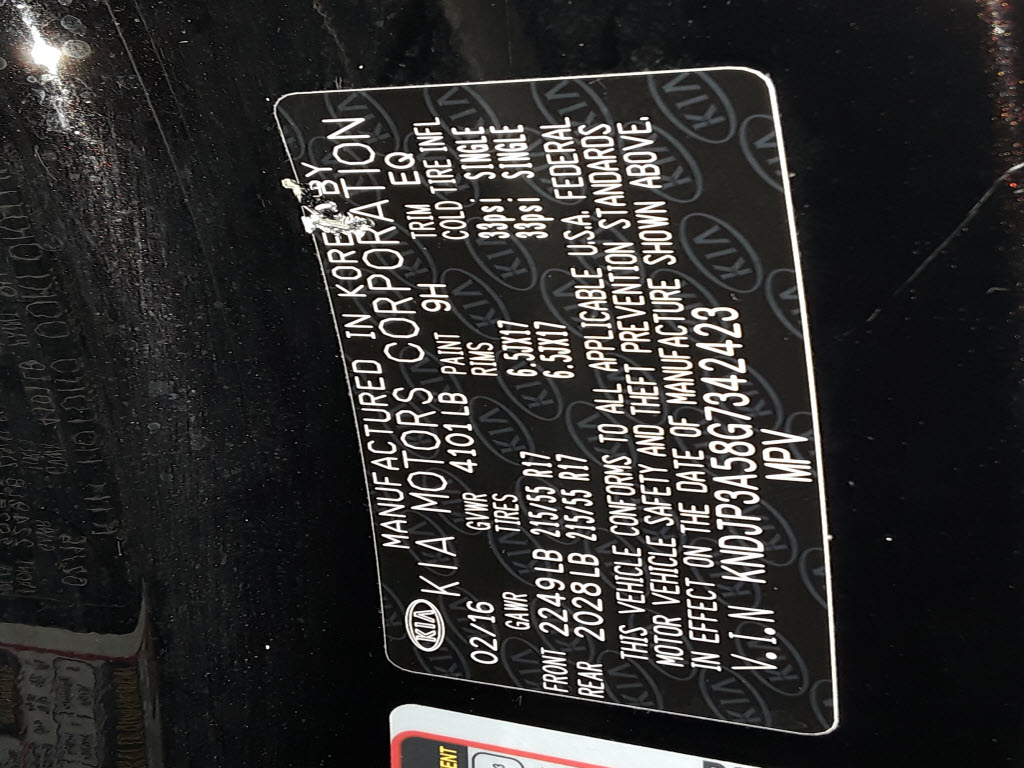 KIA
MANUFACTURED IN KOREA BY
KIA MOTORS CORPORATION
02/16 GVWR 4101LB PAINT 9H TRIM EQ
GAWR TIRES RIMS COLD TIRE INFL
FRONT 2249LB 215/55 R17 6.5JX17 33psi SINGLE
REAR 2028LB 215/55 R17 6.5JX17 33psi SINGLE
THIS VEHICLE CONFORMS TO ALL APPLICABLE U.S.A. FEDERAL
MOTOR VEHICLE SAFETY AND THEFT PREVENTION STANDARDS
IN EFFECT ON THE DATE OF MANUFACTURE SHOWN ABOVE.
V.I.N KNDJP3A58G7342423
MPV